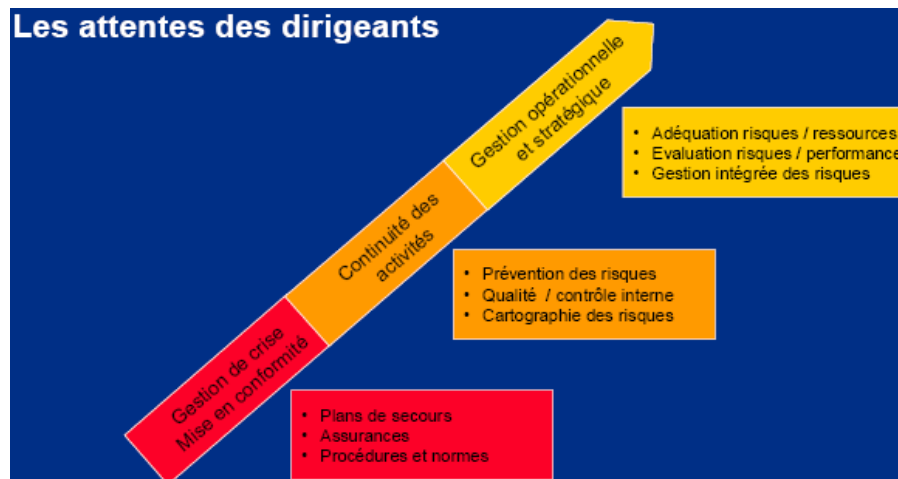 Les attentes des dirigeants
Gestion opérationnelle
et stratégique
• Adéquation risques / ressources
• Evaluation risques / performance
• Gestion intégrée des risques
Continuité des
activités
• Prévention des risques
• Qualité / contrôle interne
• Cartographie des risques
Gestion de crise
Mise en conformité
• Plans de secours
• Assurances
• Procédures et normes